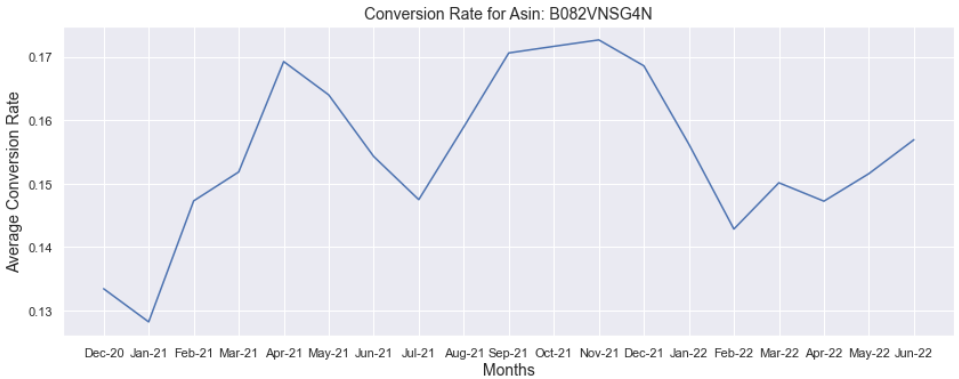 Conversion Rate for Asin: B082VNSG4N
Average Conversion Rate
0.17
0.16
0.15
0.14
0.13
Dec-20 Jan-21 Feb-21 Mar-21 Apr-21 May-21 Jun-21 Jul-21 Aug-21 Sep-21 Oct-21 Nov-21 Dec-21 Jan-22 Feb-22 Mar-22 Apr-22 May-22 Jun-22
Months